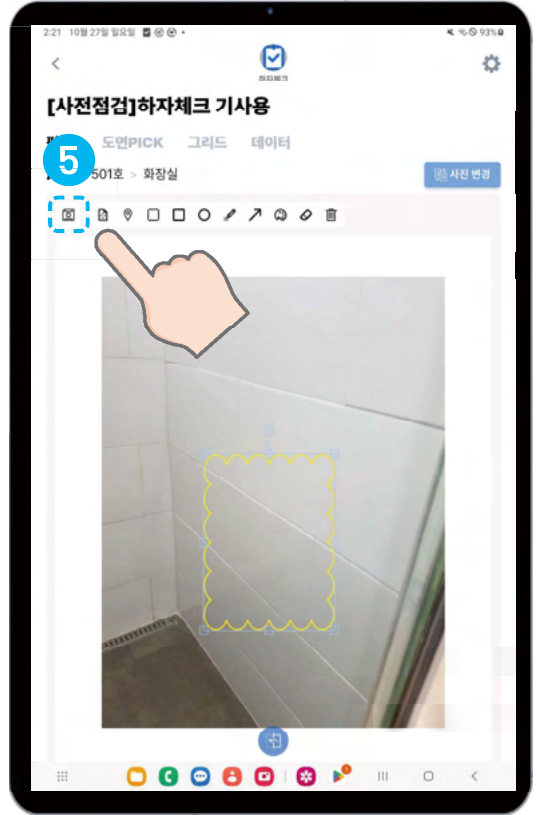 2:21 10월 27일 일요일
93%
하자체크
[사전점검]하자체크 기사용
도면PICK 그리드 데이터
5
501호 > 화장실
사진 변경